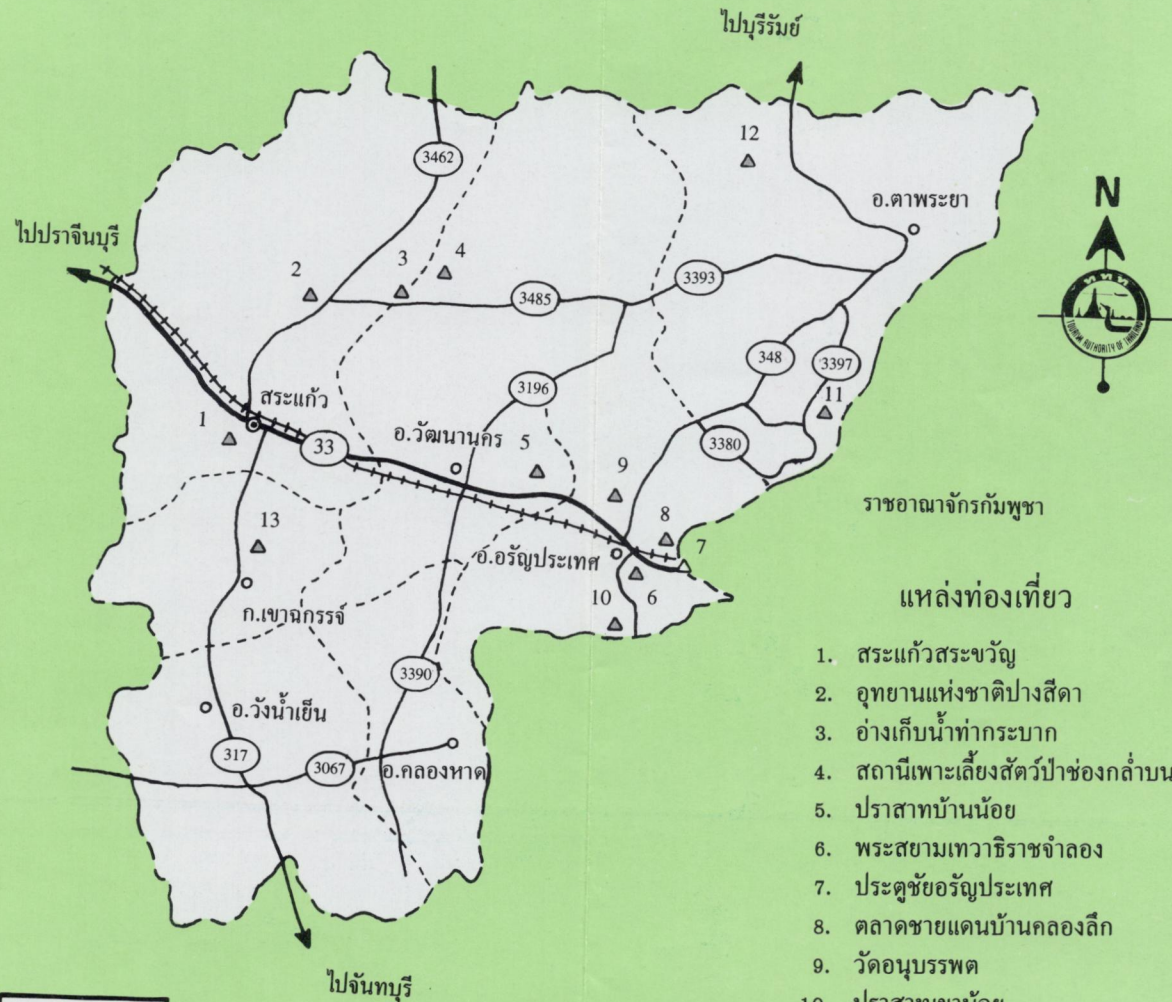 ไปบุรีรัมย์
12
3462
อ.ตาพระยา
N
ไปปราจีนบุรี
2
3
4
3393
3485
ททท
TOURISM AUTHORITY OF THAILAND
348
3397
3196
สระแก้ว
11
1
อ.วัฒนานคร
33
5
3380
9
ราชอาณาจักรกัมพูชา
13
8
7
อ.อรัญประเทศ
10
6
ก.เขาฉกรรจ์
3390
อ.วังน้ำเย็น
317
3067
อ.คลองหาด
ไปจันทบุรี
แหล่งท่องเที่ยว
1. สระแก้วสระขวัญ
2. อุทยานแห่งชาติปางสีดา
3. อ่างเก็บน้ำท่ากระบาก
4. สถานีเพาะเลี้ยงสัตว์ป่าช่องกล่ำบน
5. ปราสาทบ้านน้อย
6. พระสยามเทวาธิราชจำลอง
7. ประตูชัยอรัญประเทศ
8. ตลาดชายแดนบ้านคลองลึก
9. วัดอนุบรรพต